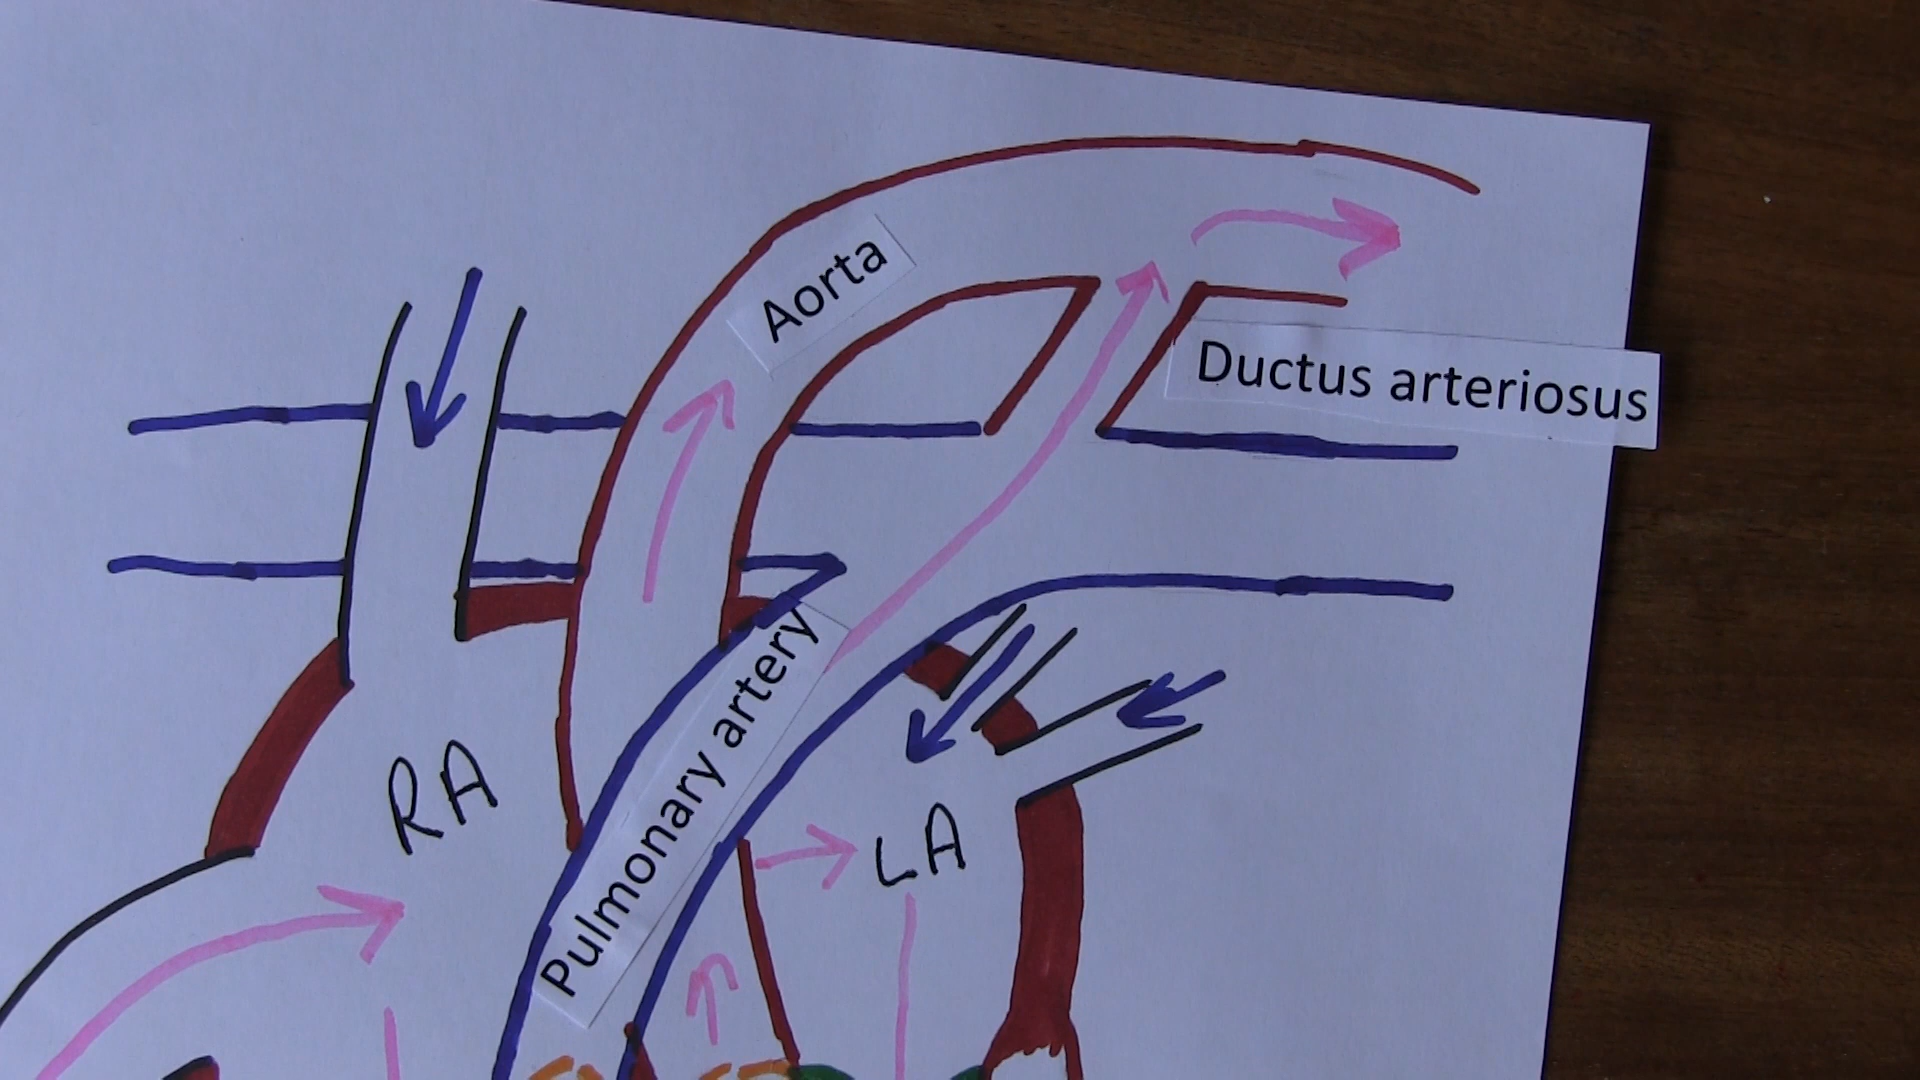 Aorta
Ductus arteriosus
Pulmonary artery
RA
LA